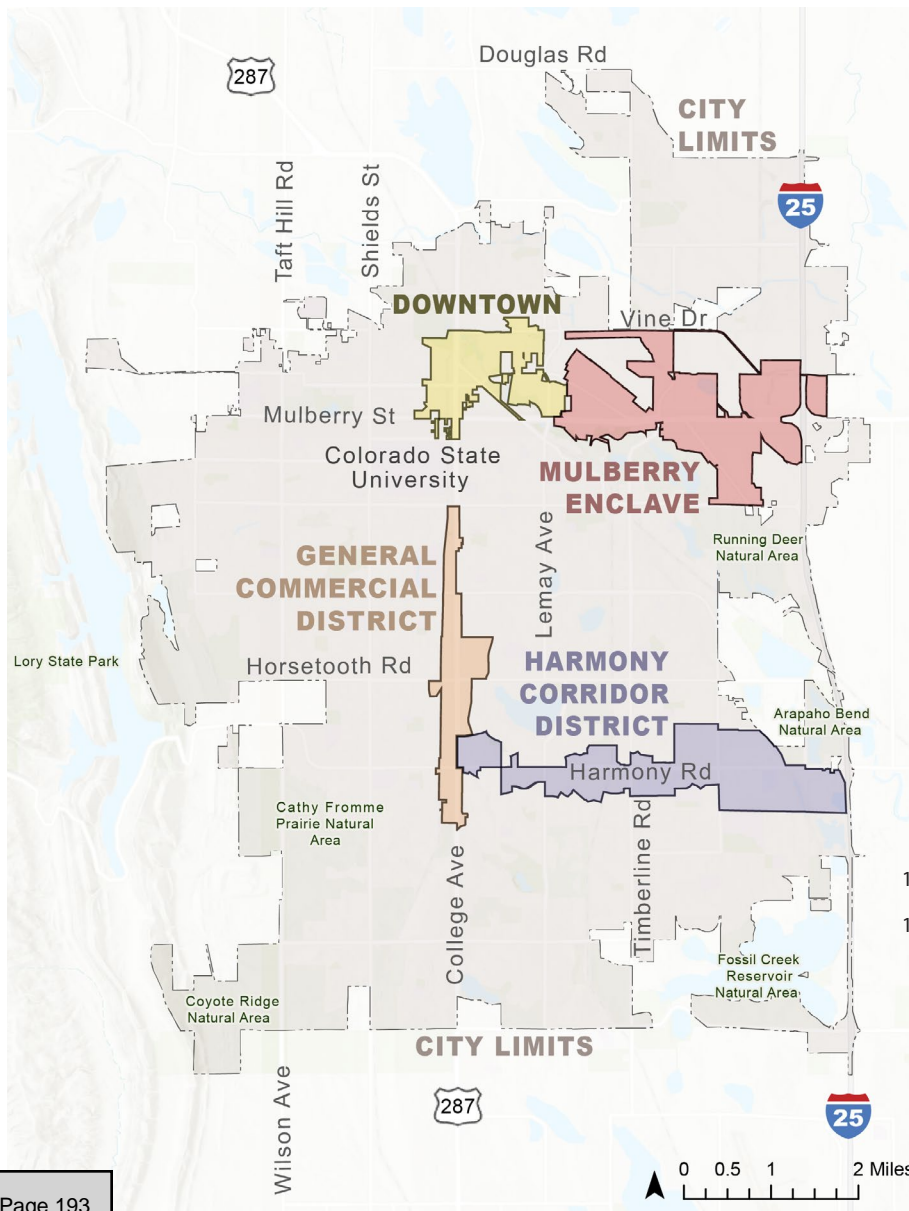 Douglas Rd
287
CITY
LIMITS
25
Taft Hill Rd
Shields St
DOWNTOWN
Vine Dr
Mulberry St
Colorado State
University
MULBERRY
ENCLAVE
Running Deer
Natural Area
GENERAL
COMMERCIAL
DISTRICT
Lemay Ave
Lory State Park
Horsetooth Rd
HARMONY
CORRIDOR
DISTRICT
Arapaho Bend
Natural Area
Harmony Rd
Cathy Fromme
Prairie Natural
Area
College Ave
Timberline Rd
1
1
Fossil Creek
Reservoir
Natural Area
Coyote Ridge
Natural Area
CITY LIMITS
Wilson Ave
287
25
0 0.5 1 2 Miles
Page 193